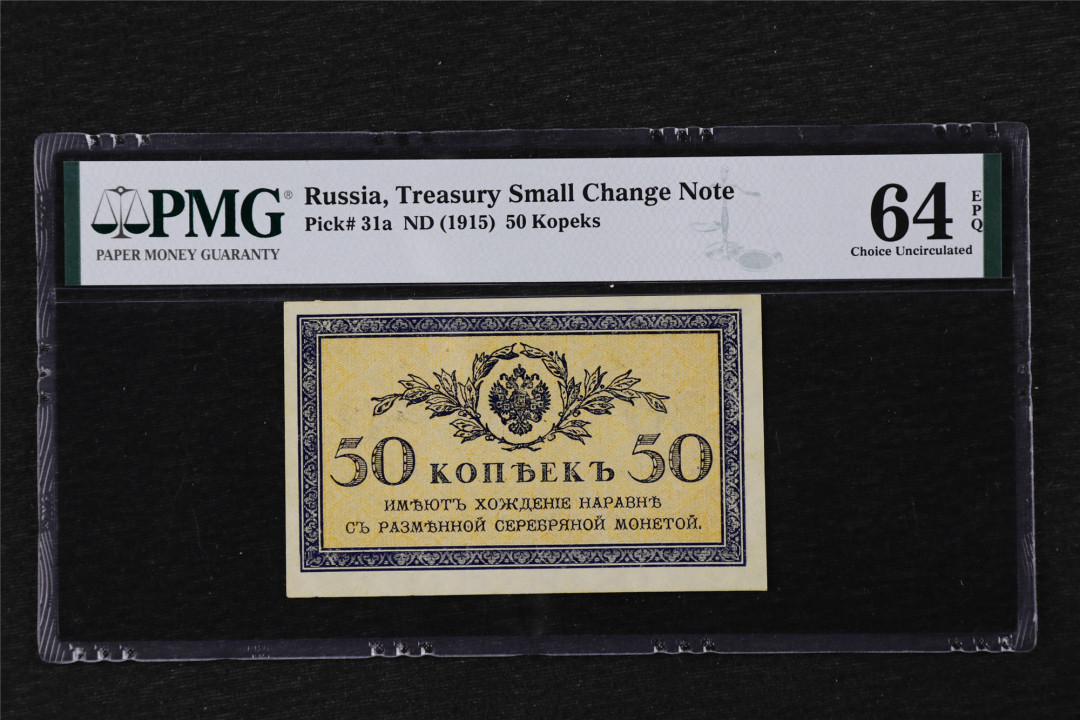 PMG®
PAPER MONEY GUARANTY
Russia, Treasury Small Change Note
Pick# 31a ND (1915) 50 Kopeks
64
EPQ
Choice Uncirculated
50 КОПѢЕКЪ 50
ИМѢЮТЪ ХОЖДЕНІЕ НАРАВНѢ
СЪ РАЗМѢННОЙ СЕРЕБРЯНОЙ МОНЕТОЙ.